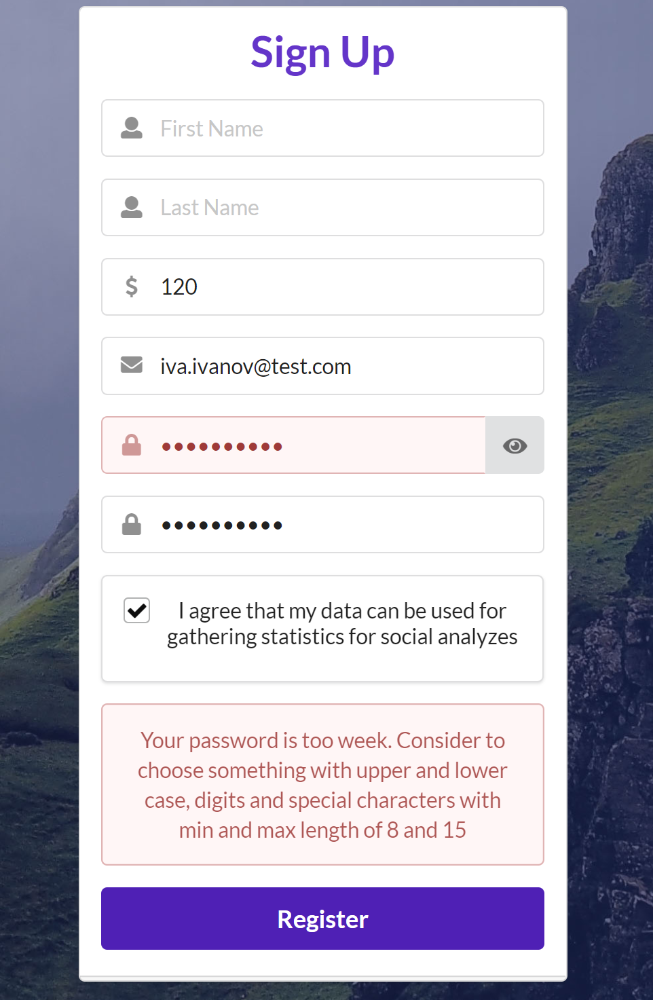 Sign Up
First Name
Last Name
$ 120
iva.ivanov@test.com
••••••••••
••••••••••
I agree that my data can be used for
gathering statistics for social analyzes
Your password is too week. Consider to
choose something with upper and lower
case, digits and special characters with
min and max length of 8 and 15
Register